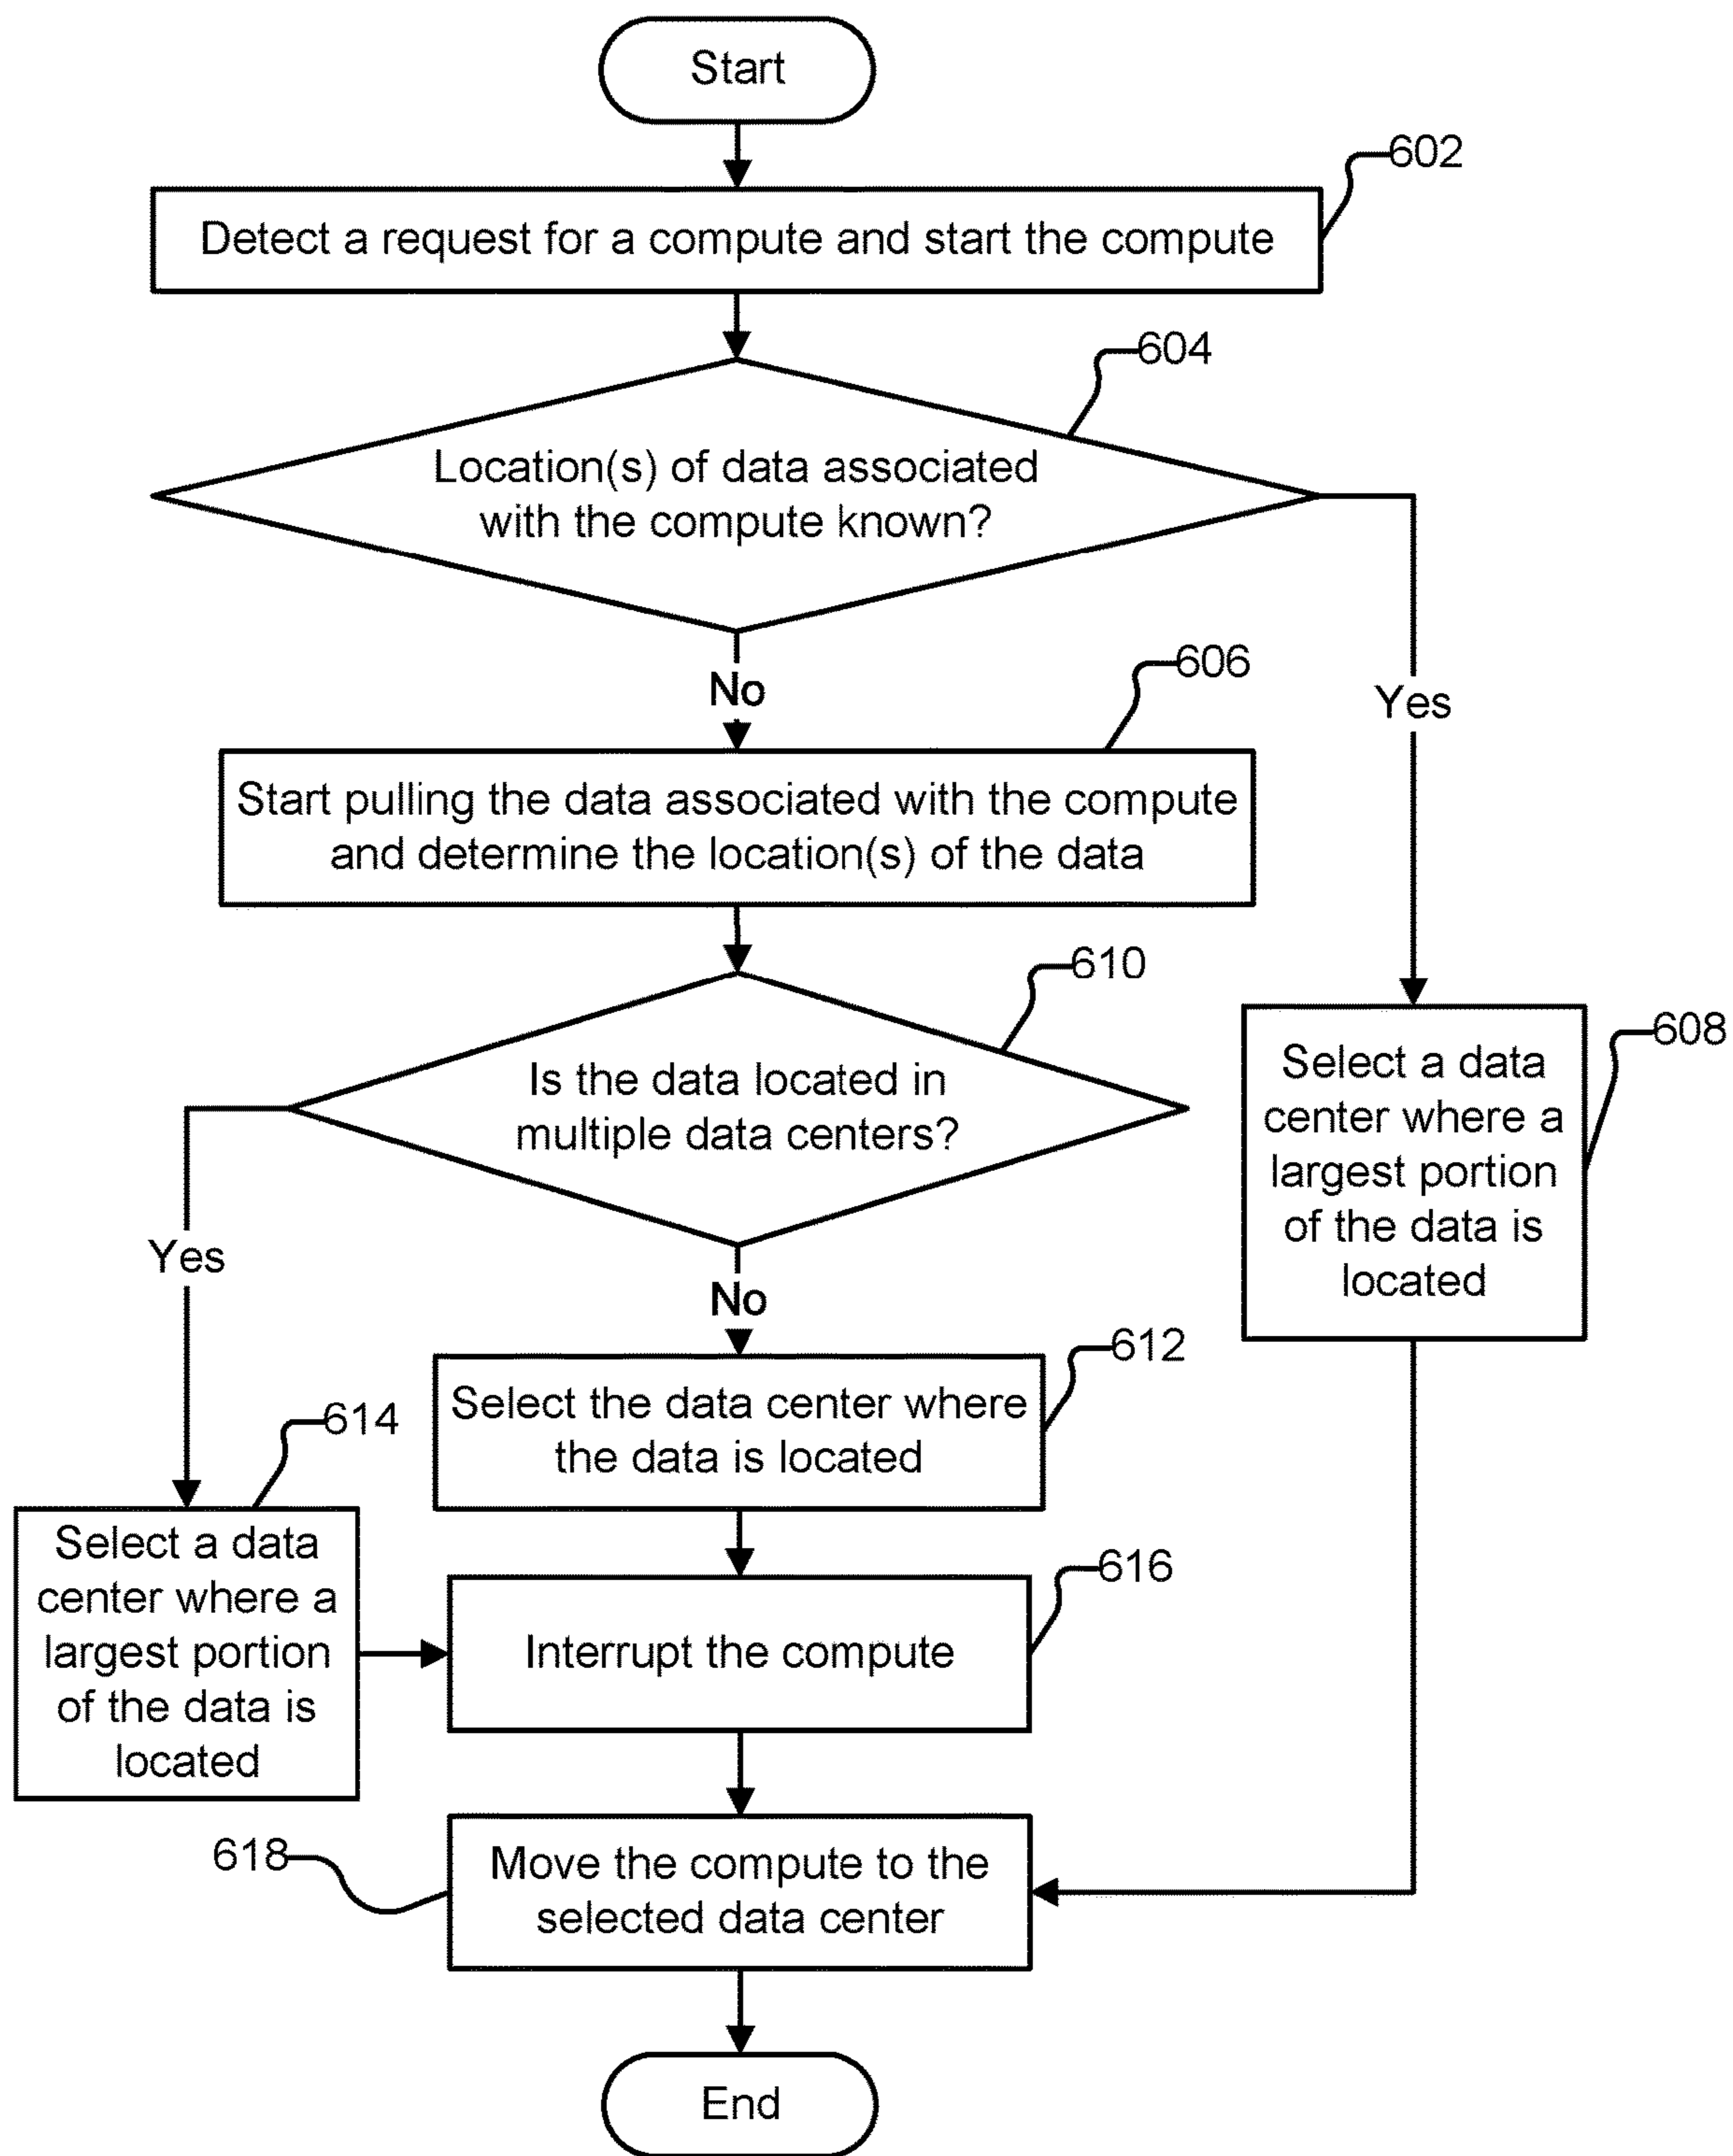 Start
602
Detect a request for a compute and start the compute
604
Location(s) of data associated
with the compute known?
No
Yes
606
Start pulling the data associated with the compute
and determine the location(s) of the data
610
Is the data located in
multiple data centers?
608
Select a data
center where a
largest portion
of the data is
located
Yes
No
612
Select the data center where
the data is located
614
Select a data
center where a
largest portion
of the data is
located
616
Interrupt the compute
618
Move the compute to the
selected data center
End